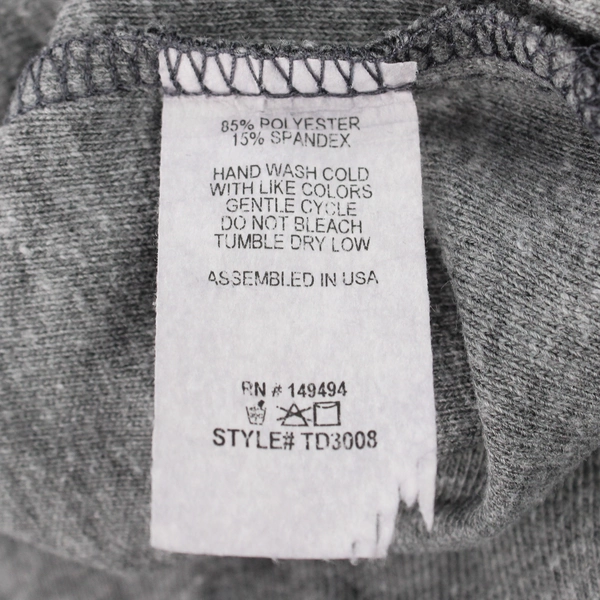 85% POLYESTER
15% SPANDEX
HAND WASH COLD
WITH LIKE COLORS
GENTLE CYCLE
DO NOT BLEACH
TUMBLE DRY LOW
ASSEMBLED IN USA
RN # 149494
STYLE# TD3008